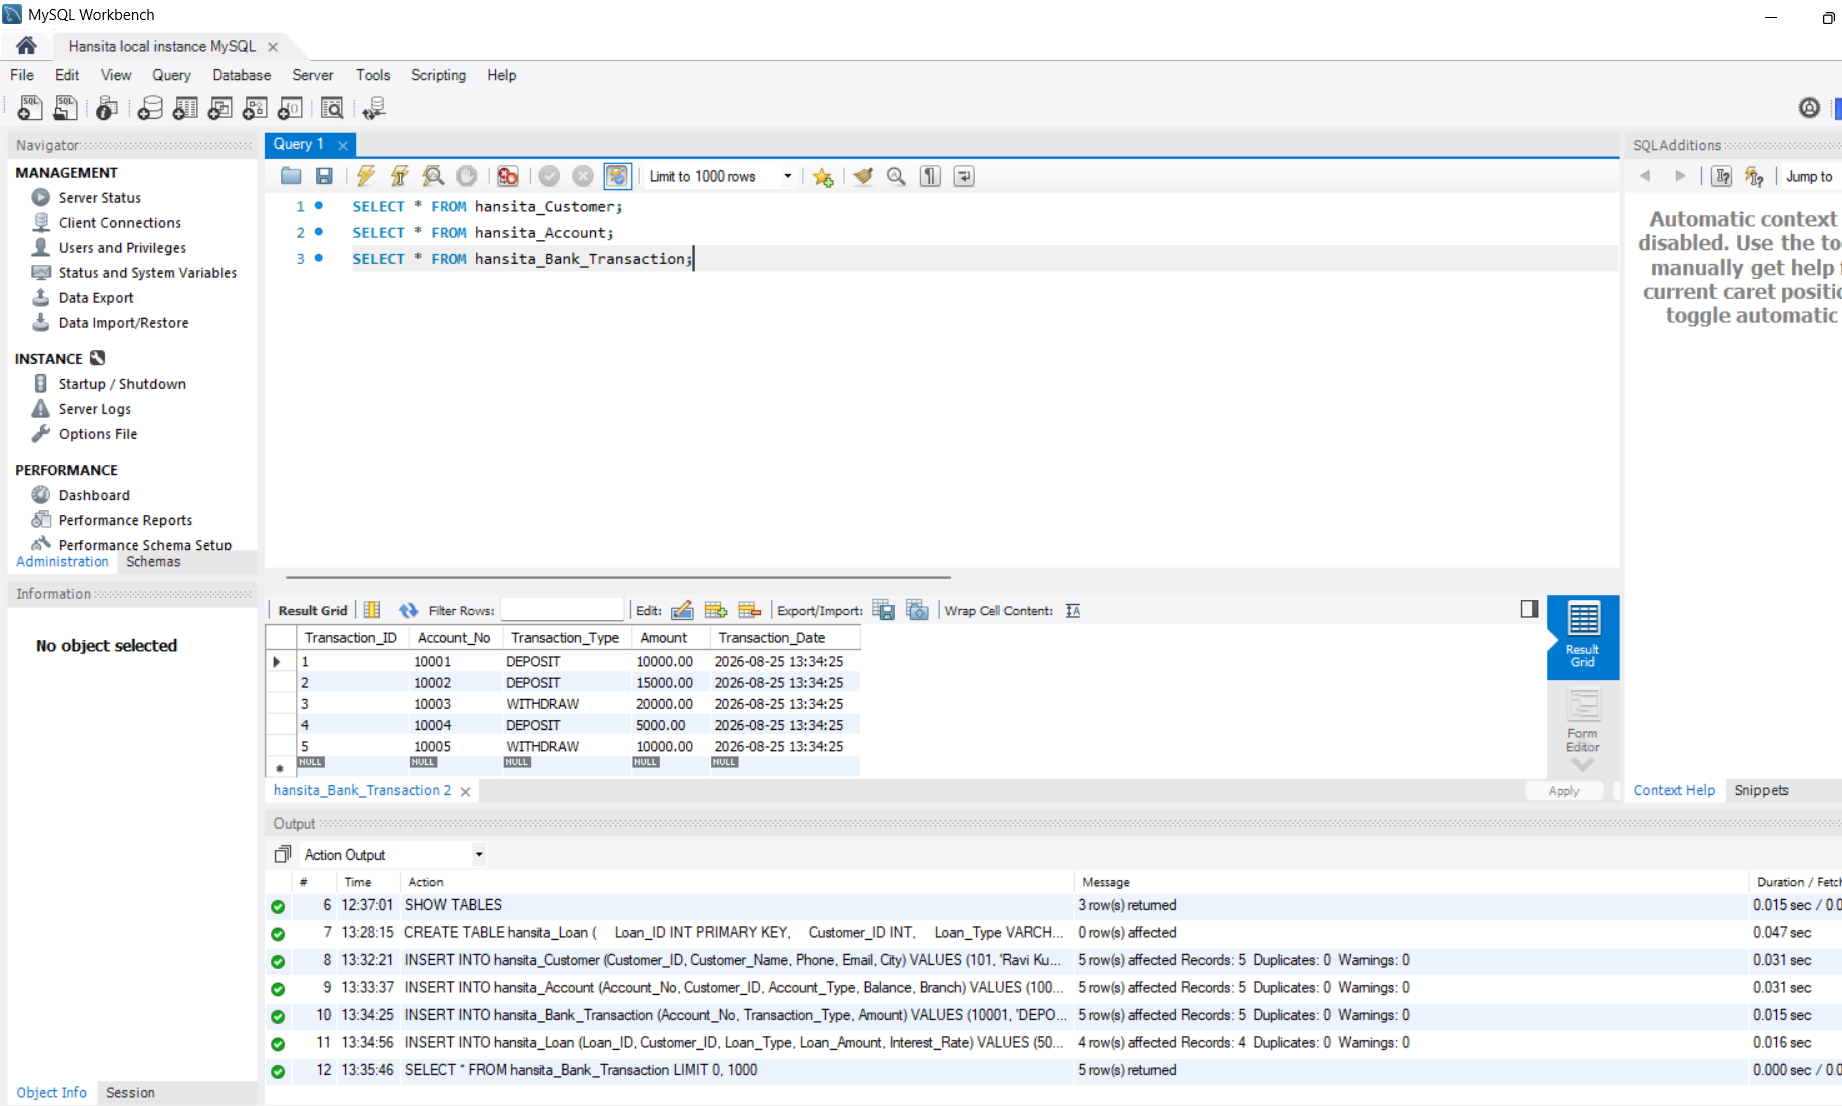 MySQL Workbench
Hansita local instance MySQL
File Edit View Query Database Server Tools Scripting Help
Navigator
MANAGEMENT
Server Status
Client Connections
Users and Privileges
Status and System Variables
Data Export
Data Import/Restore
INSTANCE
Startup / Shutdown
Server Logs
Options File
PERFORMANCE
Dashboard
Performance Reports
Performance Schema Setup
Administration Schemas
Information
No object selected
Object Info Session
Query 1
Limit to 1000 rows
1 SELECT * FROM hansita_Customer;
2 SELECT * FROM hansita_Account;
3 SELECT * FROM hansita_Bank_Transaction;
Result Grid Filter Rows: Edit: Export/Import: Wrap Cell Content:
Transaction_ID Account_No Transaction_Type Amount Transaction_Date
1 10001 DEPOSIT 10000.00 2026-08-25 13:34:25
2 10002 DEPOSIT 15000.00 2026-08-25 13:34:25
3 10003 WITHDRAW 20000.00 2026-08-25 13:34:25
4 10004 DEPOSIT 5000.00 2026-08-25 13:34:25
5 10005 WITHDRAW 10000.00 2026-08-25 13:34:25
NULL NULL NULL NULL NULL
Result
Grid
Form
Editor
hansita_Bank_Transaction 2
Apply
SQLAdditions
Jump to
Automatic context
disabled. Use the to
manually get help f
current caret positio
toggle automatic
Context Help Snippets
Output
Action Output
# Time Action Message Duration / Fetch
6 12:37:01 SHOW TABLES 3 row(s) returned 0.015 sec / 0.0
7 13:28:15 CREATE TABLE hansita_Loan ( Loan_ID INT PRIMARY KEY, Customer_ID INT, Loan_Type VARCH... 0 row(s) affected 0.047 sec
8 13:32:21 INSERT INTO hansita_Customer (Customer_ID, Customer_Name, Phone, Email, City) VALUES (101, 'Ravi Ku... 5 row(s) affected Records: 5 Duplicates: 0 Warnings: 0 0.031 sec
9 13:33:37 INSERT INTO hansita_Account (Account_No, Customer_ID, Account_Type, Balance, Branch) VALUES (100... 5 row(s) affected Records: 5 Duplicates: 0 Warnings: 0 0.031 sec
10 13:34:25 INSERT INTO hansita_Bank_Transaction (Account_No, Transaction_Type, Amount) VALUES (10001, 'DEPO... 5 row(s) affected Records: 5 Duplicates: 0 Warnings: 0 0.015 sec
11 13:34:56 INSERT INTO hansita_Loan (Loan_ID, Customer_ID, Loan_Type, Loan_Amount, Interest_Rate) VALUES (50... 4 row(s) affected Records: 4 Duplicates: 0 Warnings: 0 0.016 sec
12 13:35:46 SELECT * FROM hansita_Bank_Transaction LIMIT 0, 1000 5 row(s) returned 0.000 sec / 0.0